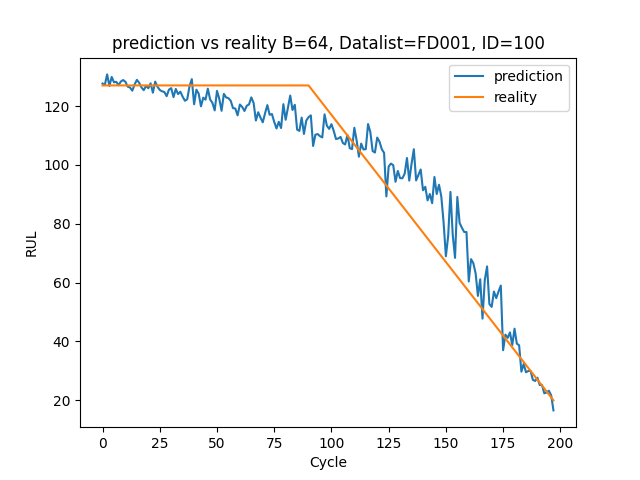 prediction vs reality B=64, Datalist=FD001, ID=100
prediction
reality
RUL
120
100
80
60
40
20
0 25 50 75 100 125 150 175 200
Cycle